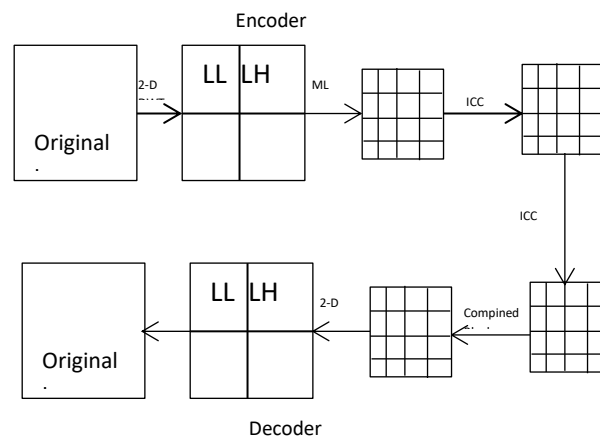 Encoder
2-D
LL LH
ML
ICC
Original
.
ICC
LL LH
2-D
Compined
Original
.
Decoder